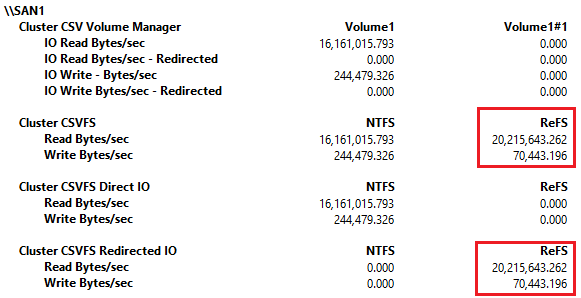 \\SAN1
Cluster CSV Volume Manager Volume1 Volume1#1
IO Read Bytes/sec 16,161,015.793 0.000
IO Read Bytes/sec - Redirected 0.000 0.000
IO Write - Bytes/sec 244,479.326 0.000
IO Write Bytes/sec - Redirected 0.000 0.000
Cluster CSVFS NTFS ReFS
Read Bytes/sec 16,161,015.793 20,215,643.262
Write Bytes/sec 244,479.326 70,443.196
Cluster CSVFS Direct IO NTFS ReFS
Read Bytes/sec 16,161,015.793 0.000
Write Bytes/sec 244,479.326 0.000
Cluster CSVFS Redirected IO NTFS ReFS
Read Bytes/sec 0.000 20,215,643.262
Write Bytes/sec 0.000 70,443.196